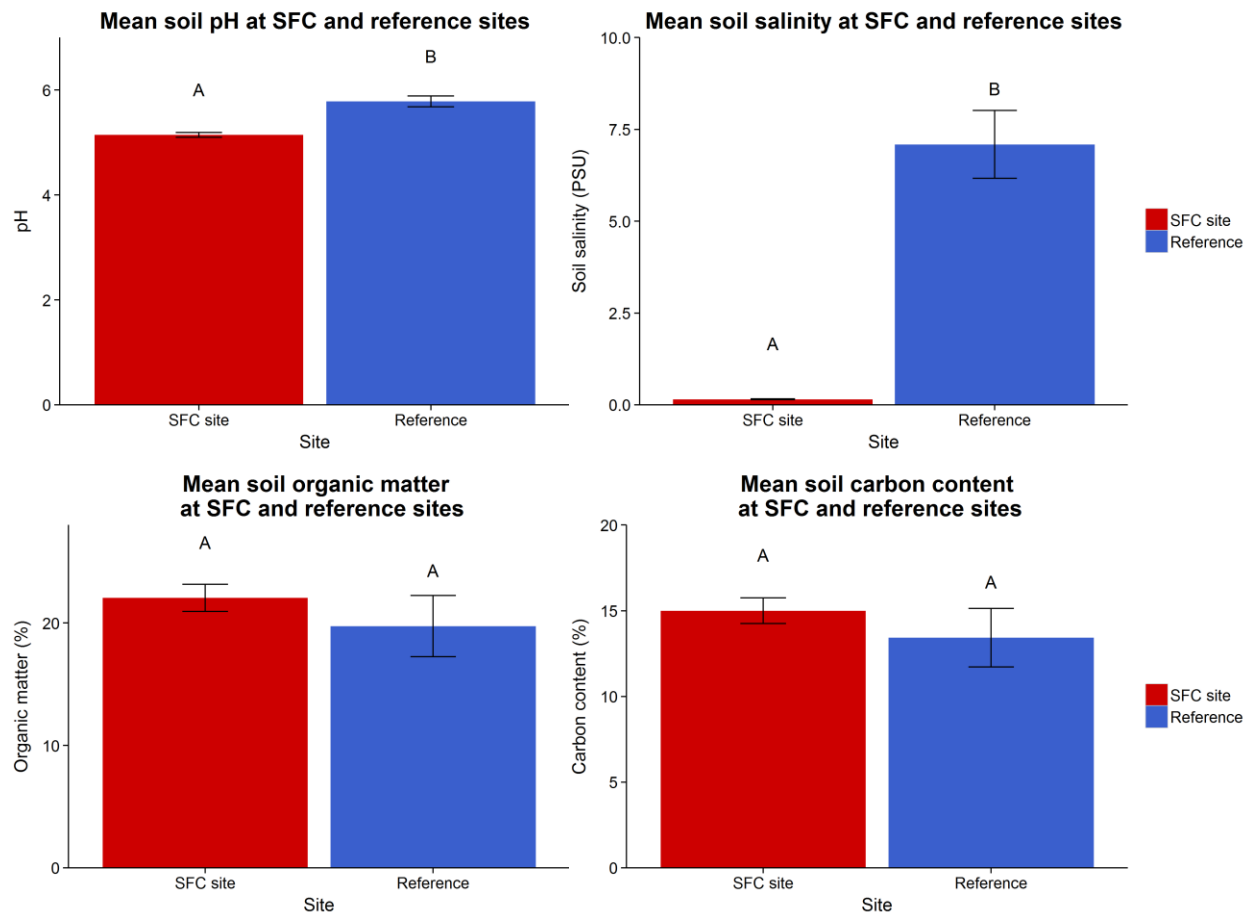 Mean soil pH at SFC and reference sites
6
4
2
0
pH
A
B
SFC site
Reference
Site
Mean soil salinity at SFC and reference sites
10.0
7.5
5.0
2.5
0.0
Soil salinity (PSU)
A
B
SFC site
Reference
Site
SFC site
Reference
Mean soil organic matter
at SFC and reference sites
20
10
0
Organic matter (%)
A
A
SFC site
Reference
Site
Mean soil carbon content
at SFC and reference sites
20
15
10
5
0
Carbon content (%)
A
A
SFC site
Reference
Site
SFC site
Reference